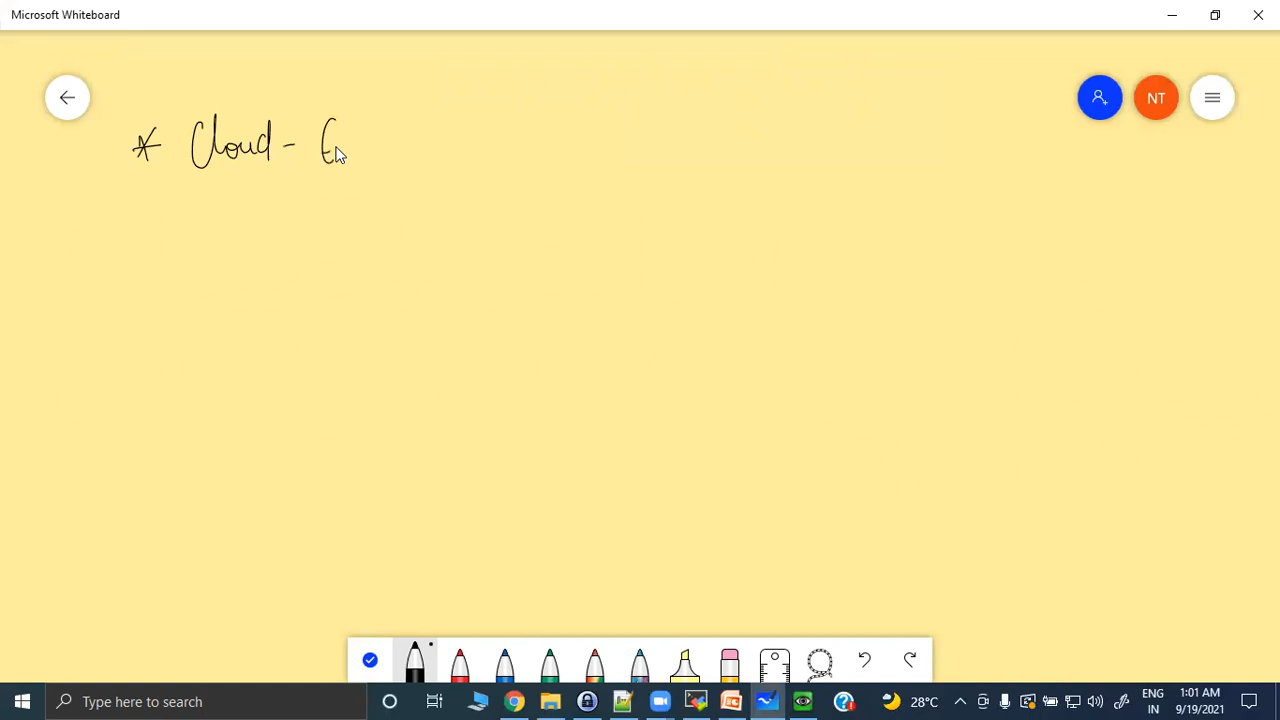 Microsoft Whiteboard
NT
* Cloud - E
Type here to search
28°C
ENG
IN
1:01 AM
9/19/2021